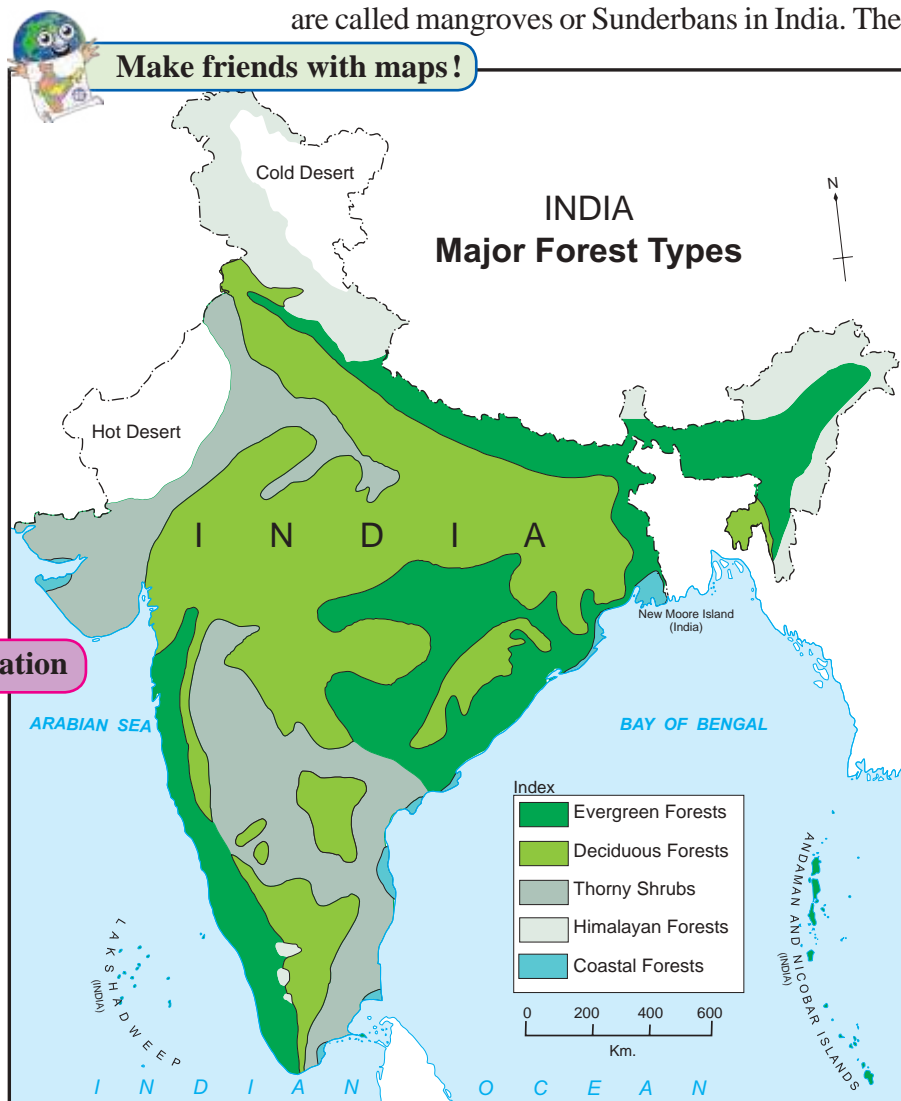 are called mangroves or Sunderbans in India. The
Make friends with maps!
Cold Desert
N
INDIA
Major Forest Types
Hot Desert
I N D I A
New Moore Island
(India)
ation
ARABIAN SEA
BAY OF BENGAL
Index
Evergreen Forests
Deciduous Forests
Thorny Shrubs
Himalayan Forests
Coastal Forests
0 200 400 600
Km.
LAKSHADWEEP
(INDIA)
ANDAMAN AND NICOBAR ISLANDS
(INDIA)
I N D I A N O C E A N